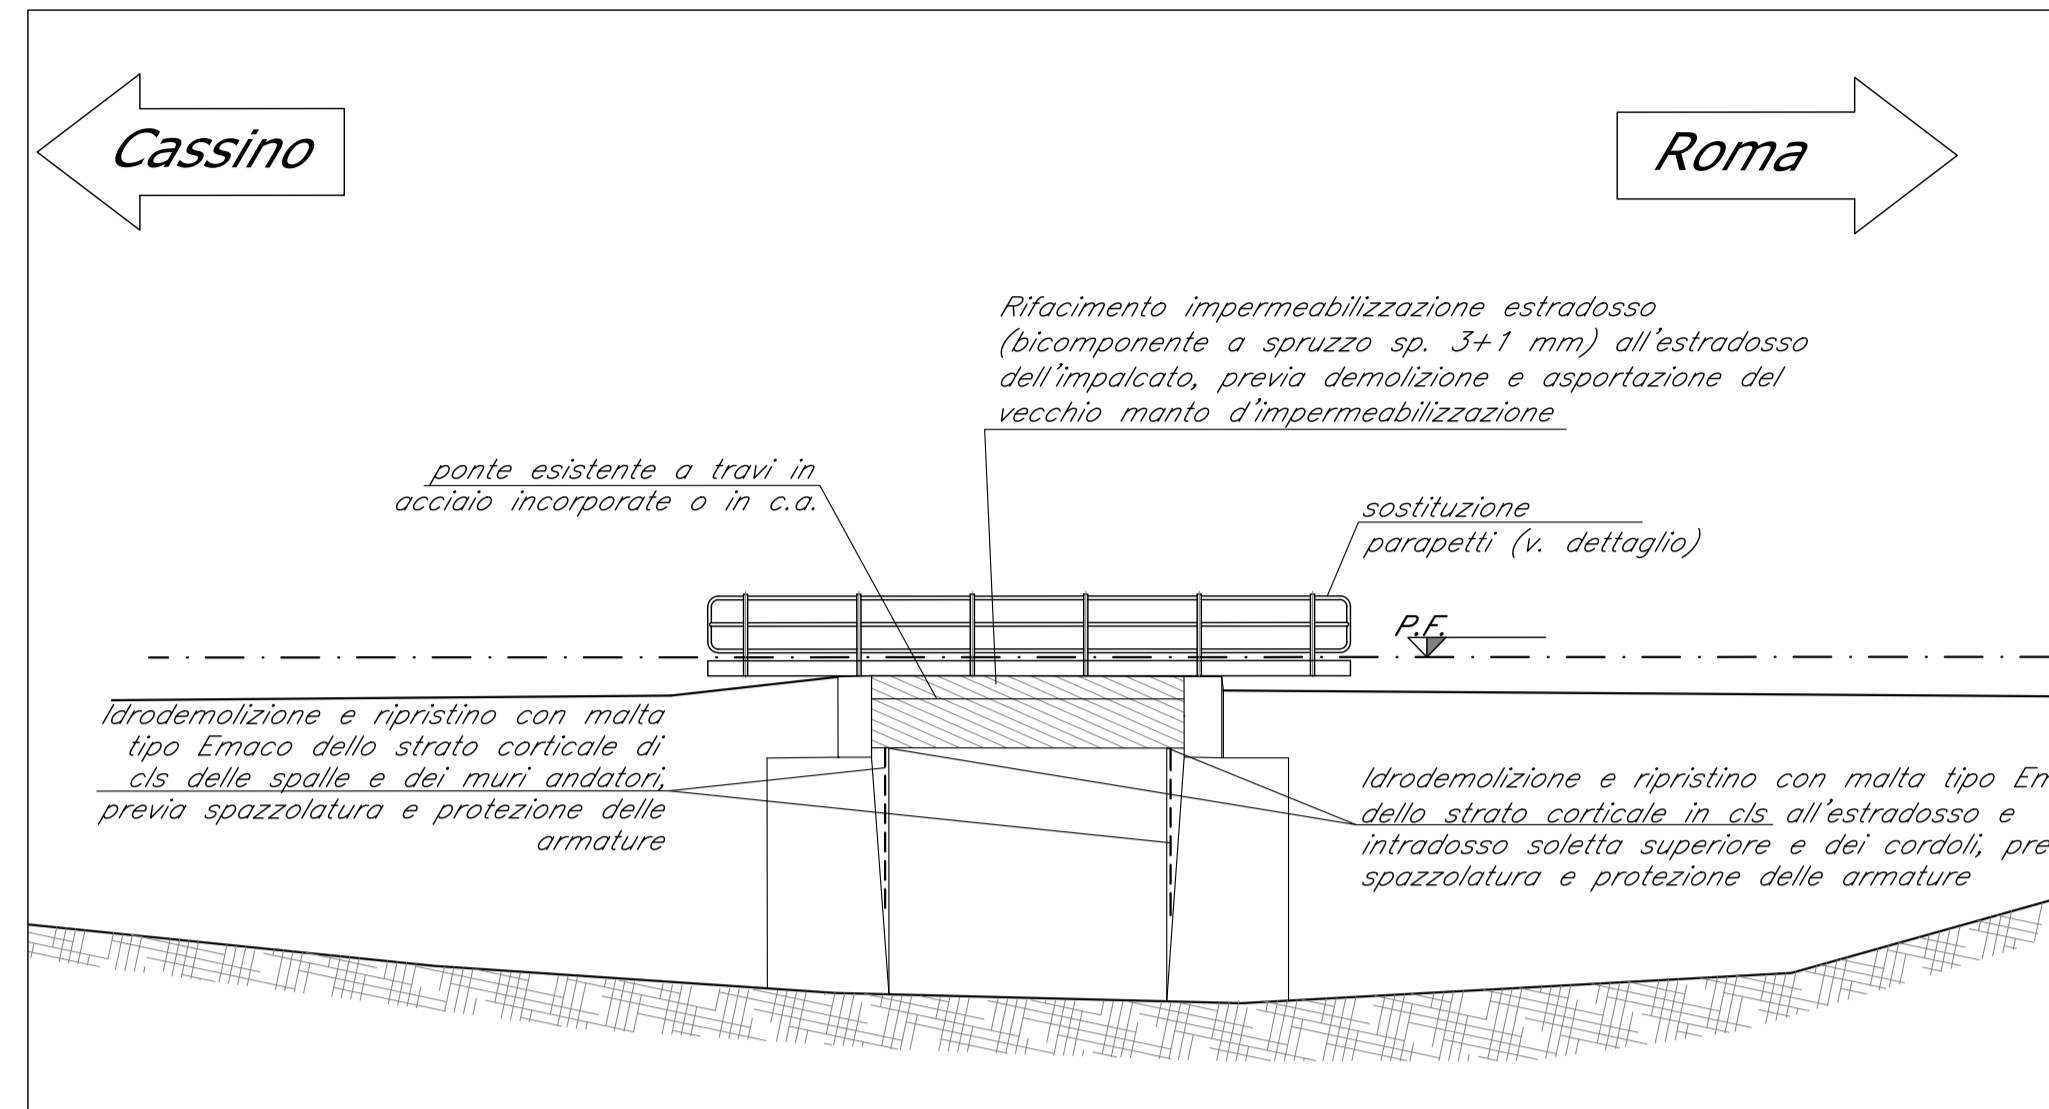 Cassino
Roma
Rifacimento impermeabilizzazione estradosso
(bicomponente a spruzzo sp. 3+1 mm) all'estradosso
dell'impalcato, previa demolizione e asportazione del
vecchio manto d'impermeabilizzazione
ponte esistente a travi in
acciaio incorporate o in c.a.
sostituzione
parapetti (v. dettaglio)
P.F.
Idrodemolizione e ripristino con malta
tipo Emaco dello strato corticale di
cls delle spalle e dei muri andatori,
previa spazzolatura e protezione delle
armature
Idrodemolizione e ripristino con malta tipo
dello strato corticale in cls all'estradosso e
intradosso soletta superiore e dei cordoli,
spazzolatura e protezione delle armature